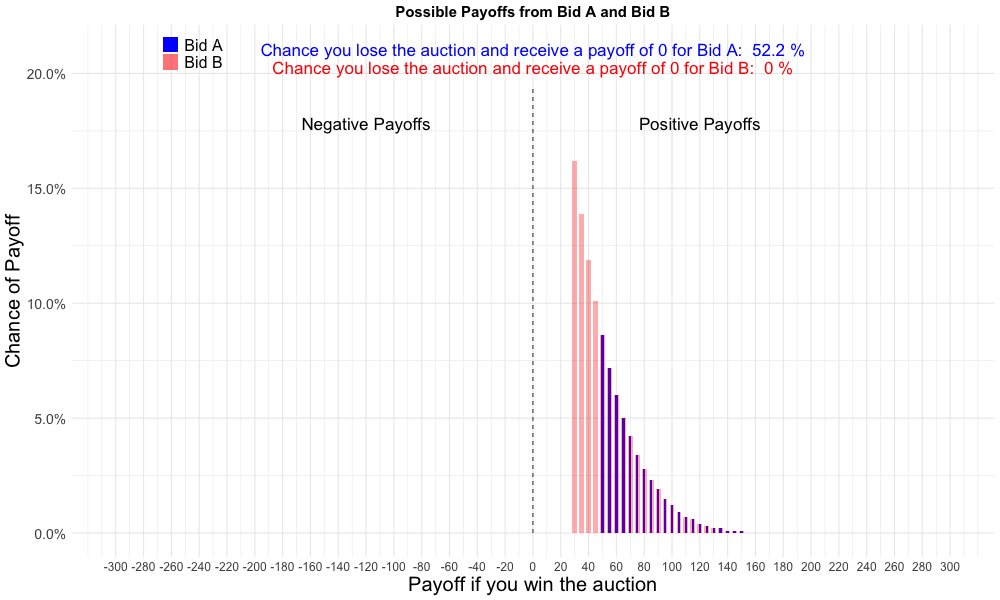 Possible Payoffs from Bid A and Bid B
Bid A
Bid B
Chance you lose the auction and receive a payoff of 0 for Bid A: 52.2 %
Chance you lose the auction and receive a payoff of 0 for Bid B: 0 %
Negative Payoffs
Positive Payoffs
Chance of Payoff
20.0%
15.0%
10.0%
5.0%
0.0%
-300 -280 -260 -240 -220 -200 -180 -160 -140 -120 -100 -80 -60 -40 -20 0 20 40 60 80 100 120 140 160 180 200 220 240 260 280 300
Payoff if you win the auction